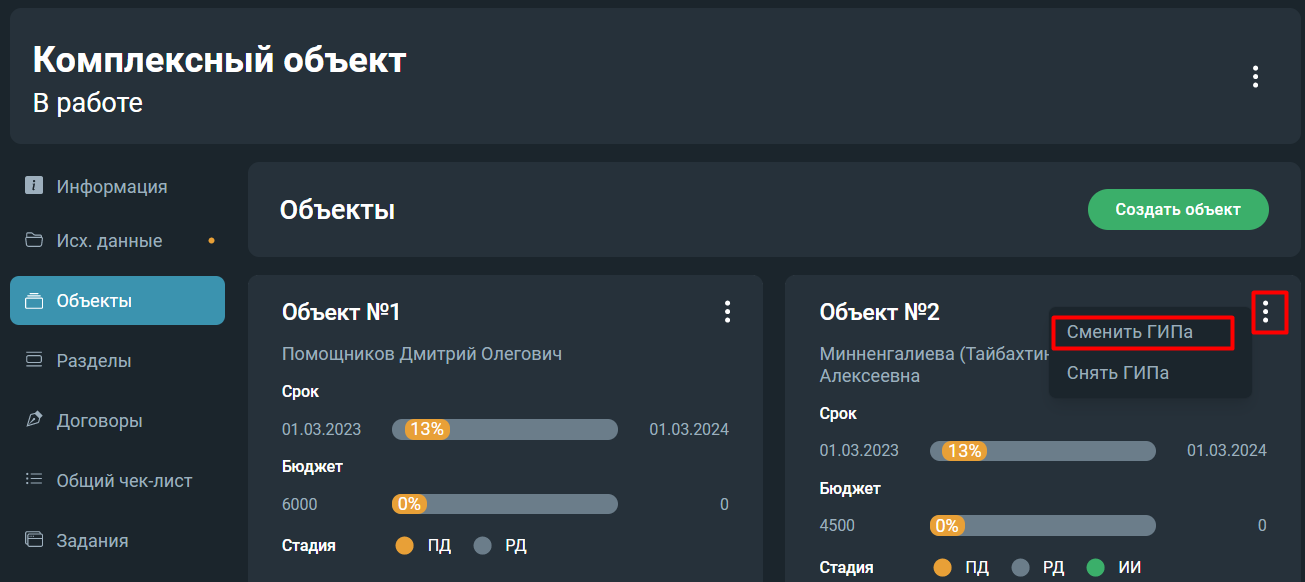 Комплексный объект
В работе
Информация
Исх. данные
Объекты
Разделы
Договоры
Общий чек-лист
Задания
Объекты
Создать объект
Объект №1
Помощников Дмитрий Олегович
Срок
01.03.2023 13% 01.03.2024
Бюджет
6000 0% 0
Стадия ПД РД
Объект №2
Сменить ГИПа
Снять ГИПа
Минненгалиева
Алексеевна
Срок
01.03.2023 13% 01.03.2024
Бюджет
4500 0% 0
Стадия ПД РД ИИ